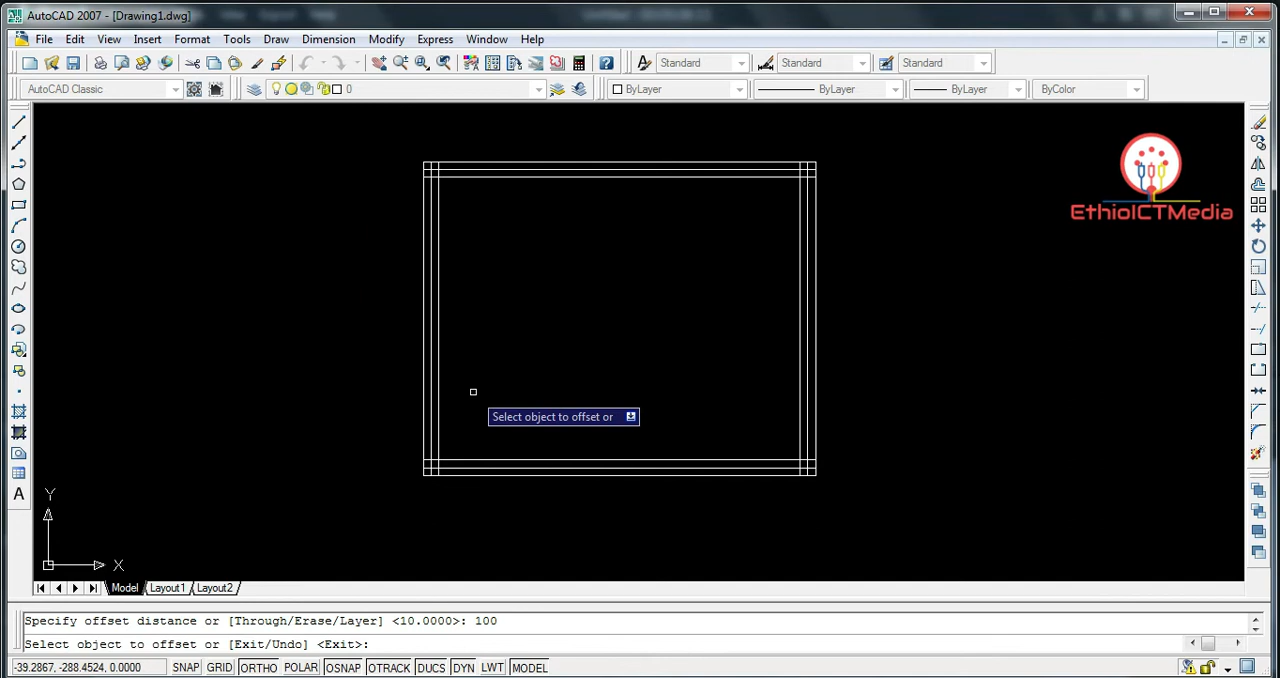 AutoCAD 2007 - [Drawing1.dwg]
File Edit View Insert Format Tools Draw Dimension Modify Express Window Help
Standard Standard Standard
AutoCAD Classic 0 ByLayer ByLayer ByLayer ByColor
EthioICTMedia
Select object to offset or
Y
X
A
Model Layout1 Layout2
Specify offset distance or [Through/Erase/Layer] <10.0000>: 100
Select object to offset or [Exit/Undo] <Exit>:
-39.2867, -288.4524, 0.0000 SNAP GRID ORTHO POLAR OSNAP OTRACK DUCS DYN LWT MODEL